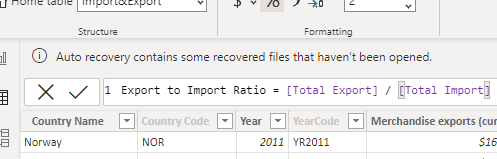 Home table Import&Export
$ % 2
Structure Formatting
Auto recovery contains some recovered files that haven't been opened.
1 Export to Import Ratio = [Total Export] / [Total Import]
Country Name Country Code Year YearCode Merchandise exports (cur
Norway NOR 2011 YR2011 $16